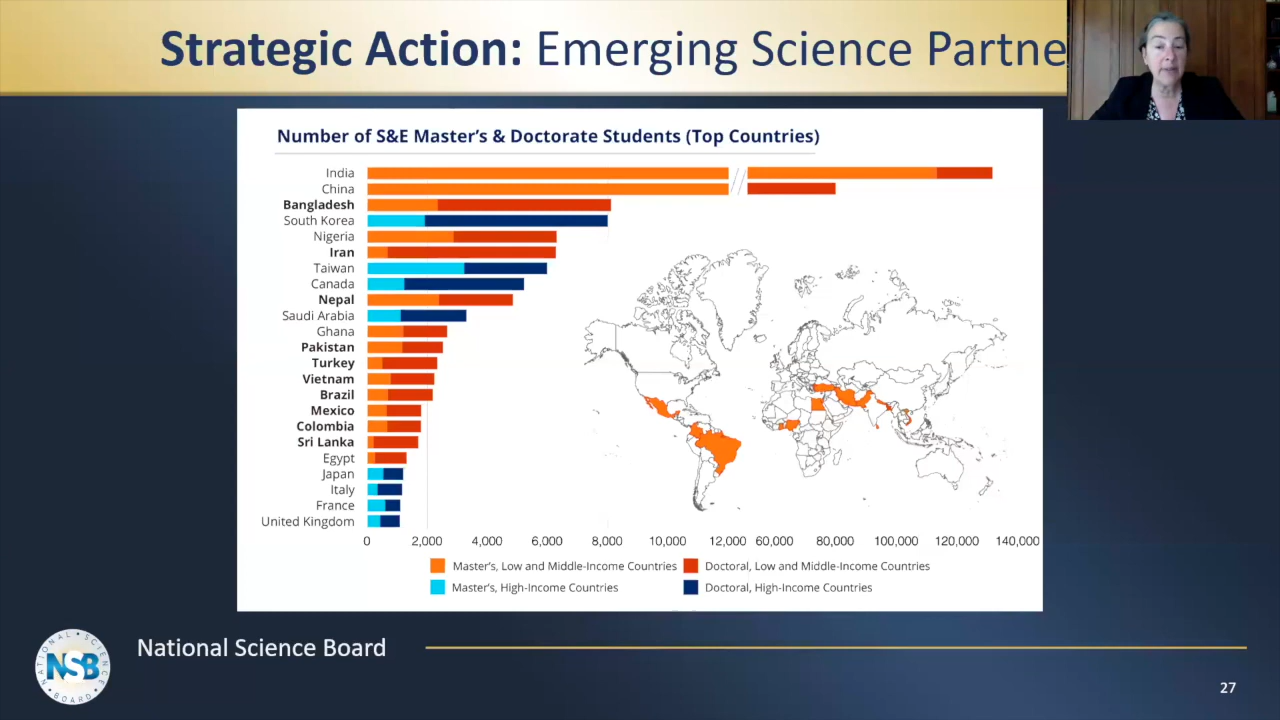 Strategic Action: Emerging Science Partne
Number of S&E Master's & Doctorate Students (Top Countries)
India
China
Bangladesh
South Korea
Nigeria
Iran
Taiwan
Canada
Nepal
Saudi Arabia
Ghana
Pakistan
Turkey
Vietnam
Brazil
Mexico
Colombia
Sri Lanka
Egypt
Japan
Italy
France
United Kingdom
0 2,000 4,000 6,000 8,000 10,000 12,000 60,000 80,000 100,000 120,000 140,000
Master's, Low and Middle-Income Countries Doctoral, Low and Middle-Income Countries
Master's, High-Income Countries Doctoral, High-Income Countries
NATIONAL SCIENCE BOARD
NSB
National Science Board
27